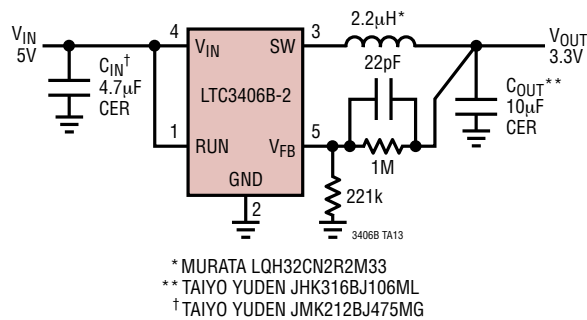 V_IN
5V
C_IN†
4.7µF
CER
4
V_IN
SW
3
2.2µH*
V_OUT
3.3V
22pF
C_OUT**
10µF
CER
LTC3406B-2
1
RUN
V_FB
5
1M
GND
2
221k
3406B TA13
* MURATA LQH32CN2R2M33
** TAIYO YUDEN JHK316BJ106ML
† TAIYO YUDEN JMK212BJ475MG